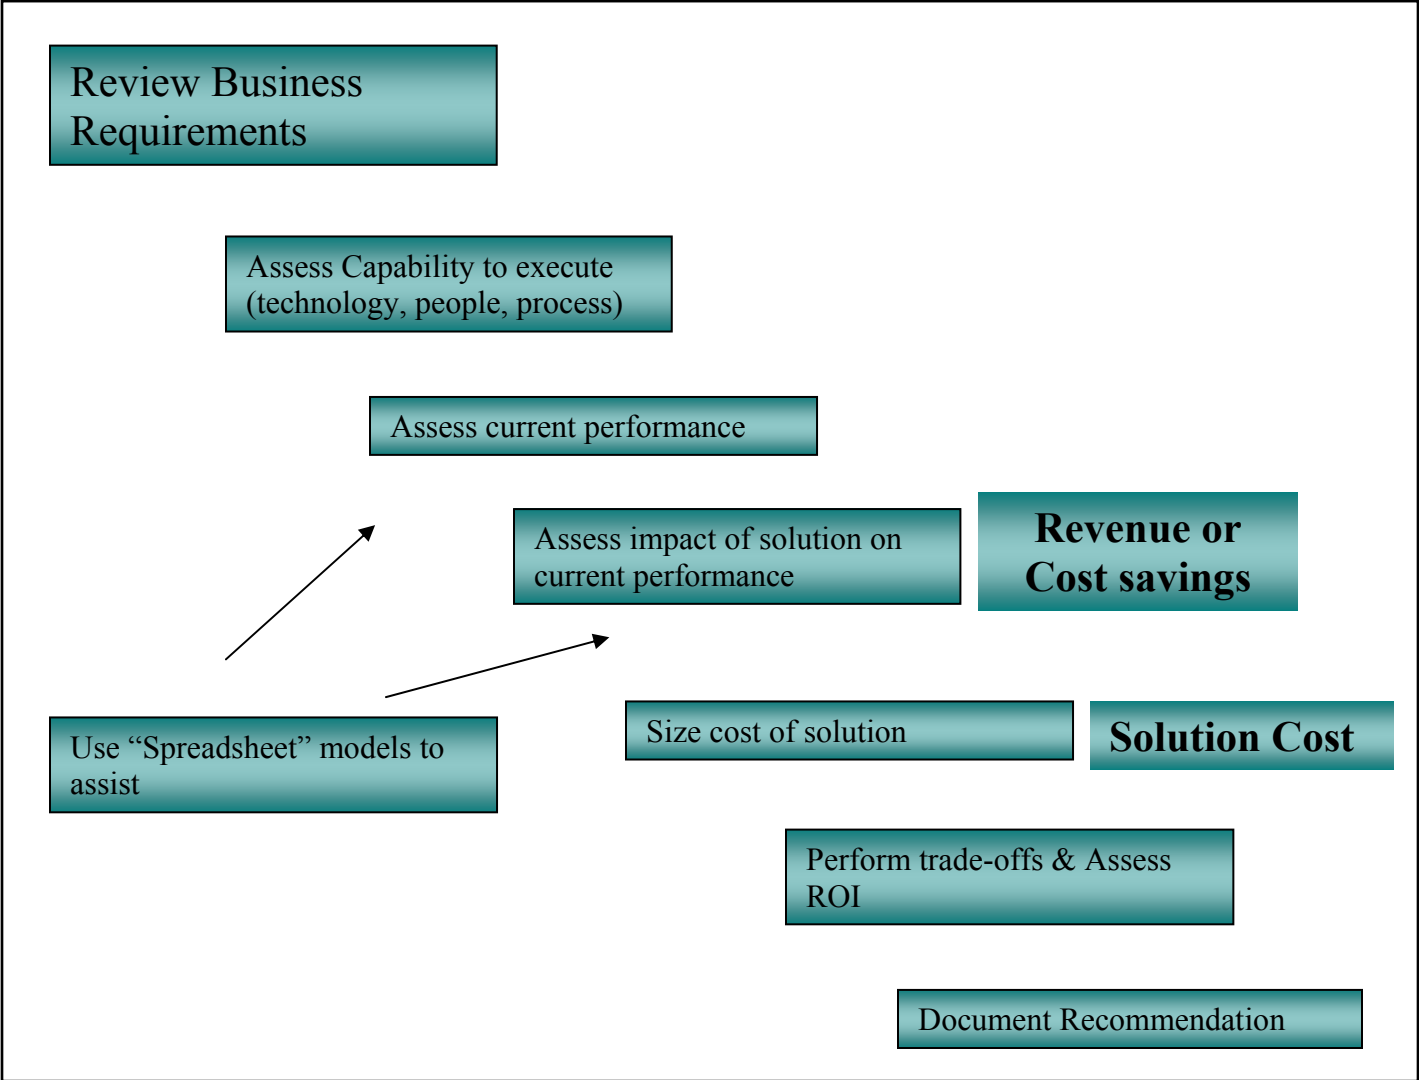 Review Business
Requirements
Assess Capability to execute
(technology, people, process)
Assess current performance
Assess impact of solution on
current performance
Revenue or
Cost savings
Use “Spreadsheet” models to
assist
Size cost of solution
Solution Cost
Perform trade-offs & Assess
ROI
Document Recommendation